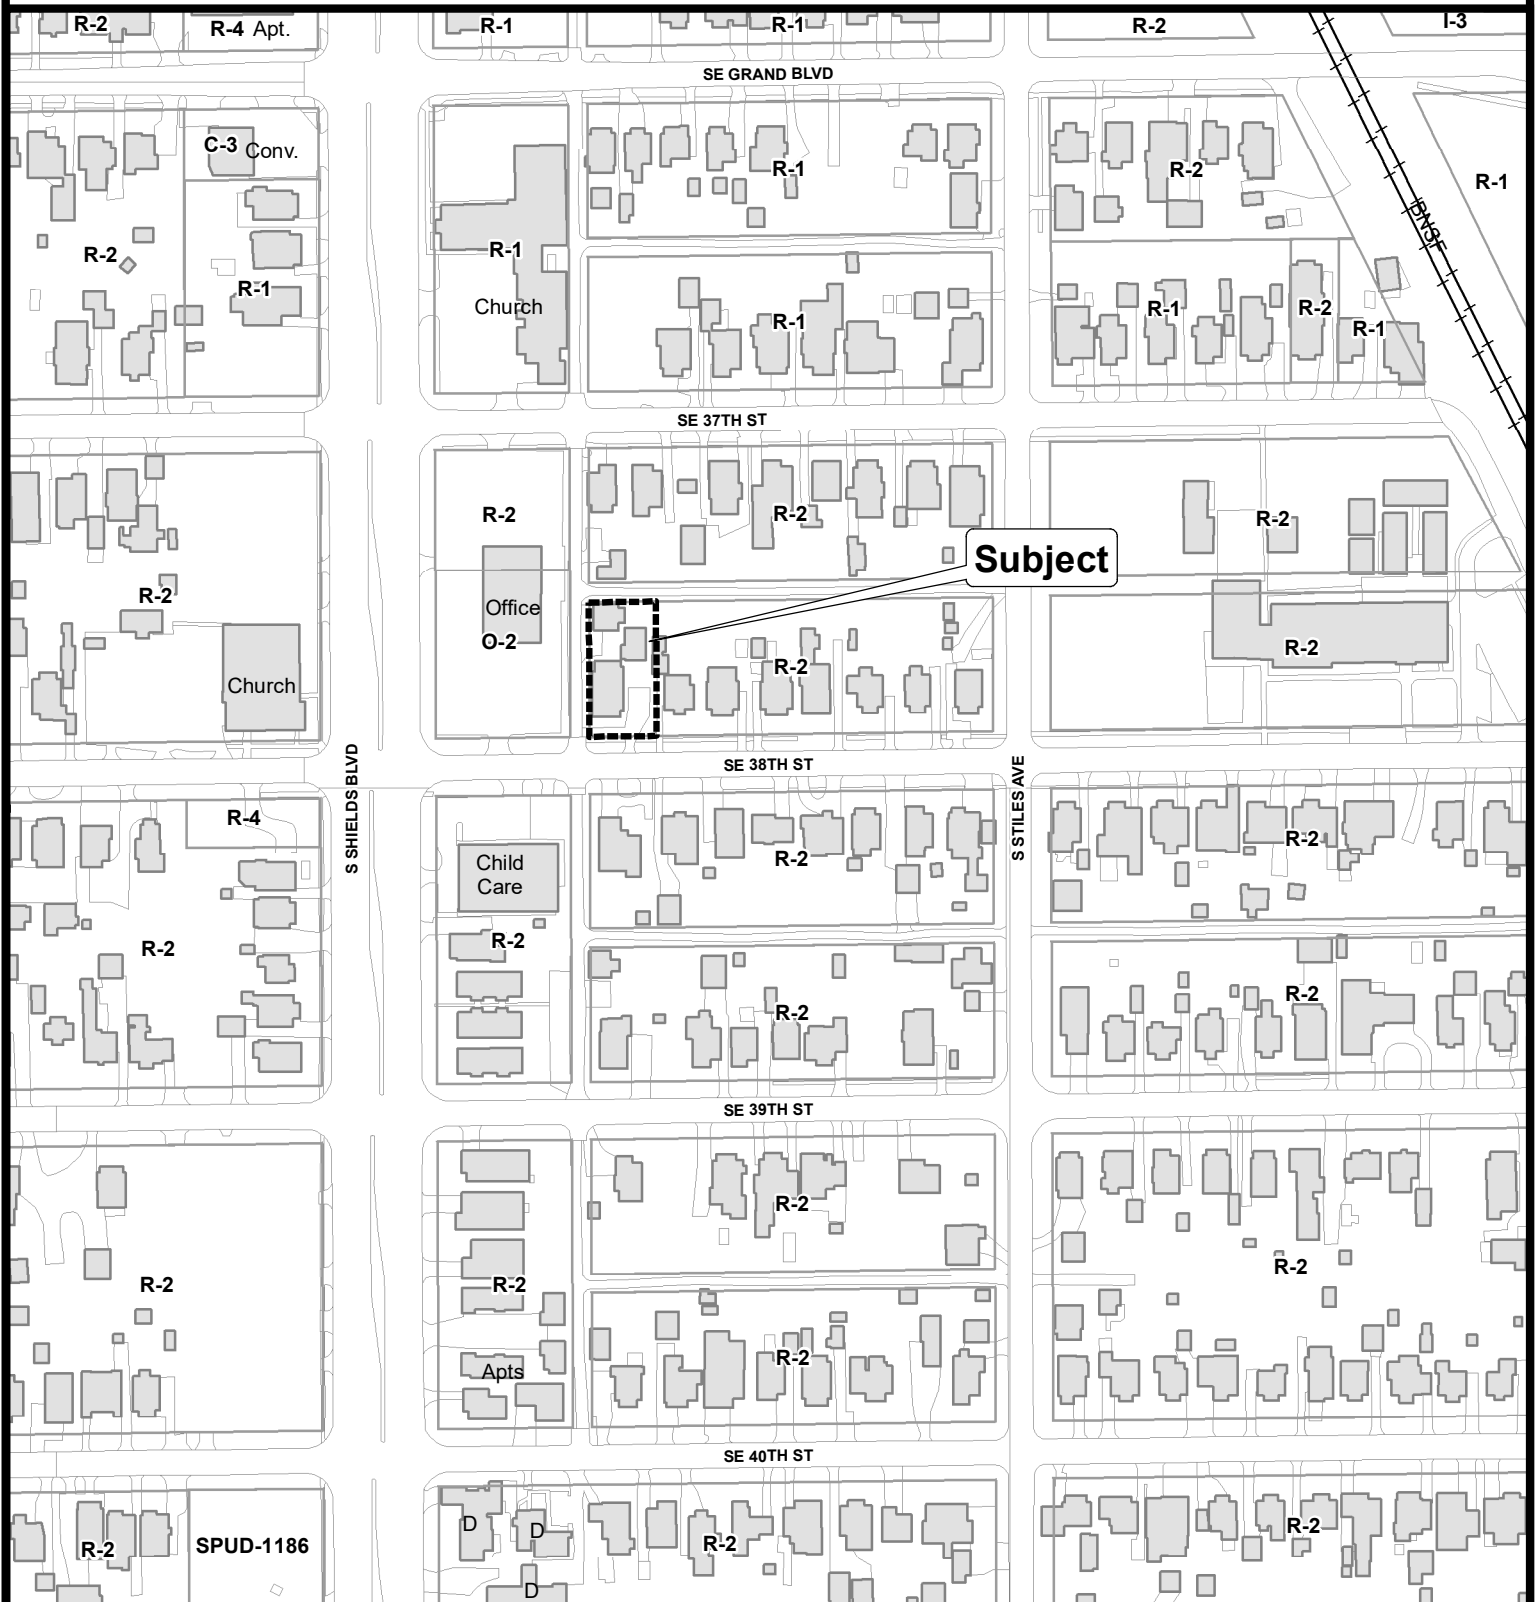 R-2
R-4 Apt.
R-1
R-1
R-2
I-3
SE GRAND BLVD
C-3 Conv.
R-1
R-2
R-1
R-2
R-1
R-1
Church
BNSF
R-1
R-1
R-2
R-1
SE 37TH ST
R-2
R-2
R-2
Subject
R-2
Office
O-2
R-2
R-2
Church
S SHIELDS BLVD
SE 38TH ST
S STILES AVE
R-4
Child
Care
R-2
R-2
R-2
R-2
R-2
R-2
SE 39TH ST
R-2
R-2
R-2
R-2
Apts
R-2
SE 40TH ST
R-2
SPUD-1186
D
D
D
R-2
R-2